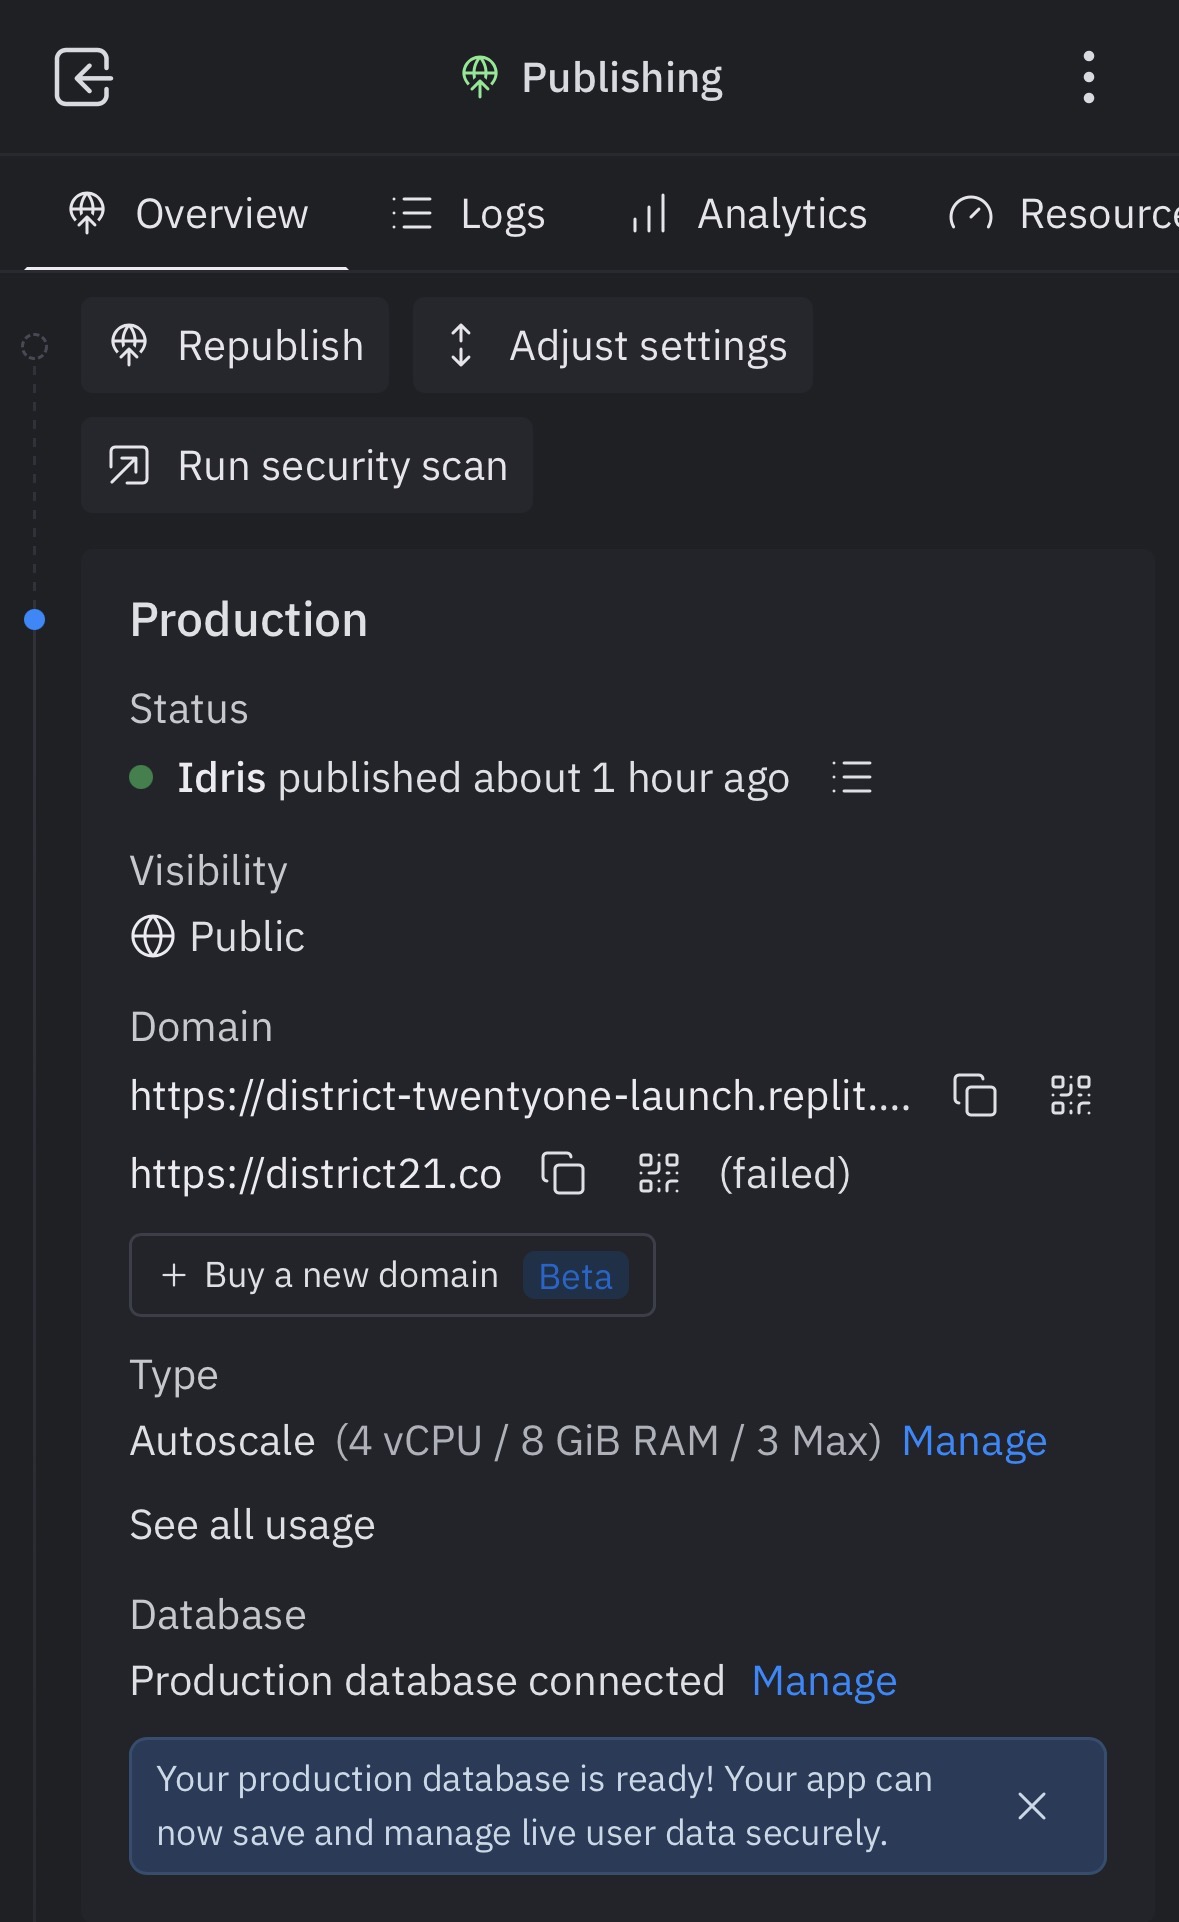 Publishing
Overview Logs Analytics Resource
Republish Adjust settings
Run security scan
Production
Status
Idris published about 1 hour ago
Visibility
Public
Domain
https://district-twentyone-launch.replit....
https://district21.co (failed)
+ Buy a new domain Beta
Type
Autoscale (4 vCPU / 8 GiB RAM / 3 Max) Manage
See all usage
Database
Production database connected Manage
Your production database is ready! Your app can
now save and manage live user data securely.